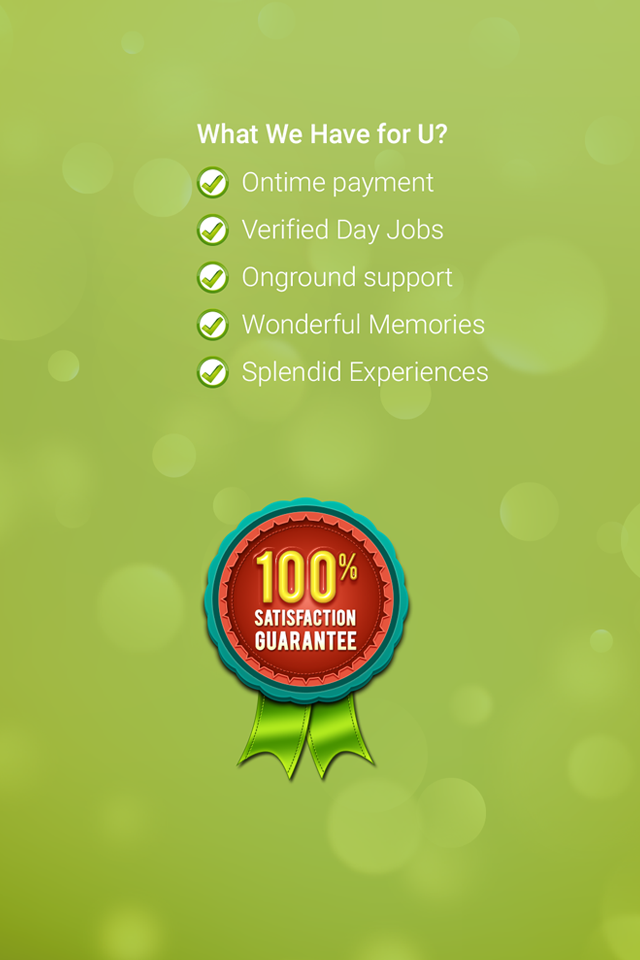 What We Have for U?
Ontime payment
Verified Day Jobs
Onground support
Wonderful Memories
Splendid Experiences
100%
SATISFACTION
GUARANTEE